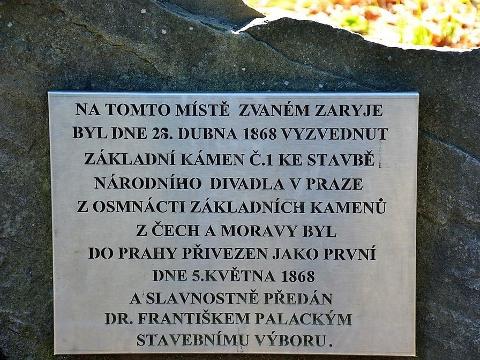 NA TOMTO MÍSTĚ ZVANÉM ZARYJE
BYL DNE 28. DUBNA 1868 VYZVEDNUT
ZÁKLADNÍ KÁMEN Č.1 KE STAVBĚ
NÁRODNÍHO DIVADLA V PRAZE
Z OSMNÁCTI ZÁKLADNÍCH KAMENŮ
Z ČECH A MORAVY BYL
DO PRAHY PŘIVEZEN JAKO PRVNÍ
DNE 5.KVĚTNA 1868
A SLAVNOSTNĚ PŘEDÁN
DR. FRANTIŠKEM PALACKÝM
STAVEBNÍMU VÝBORU.